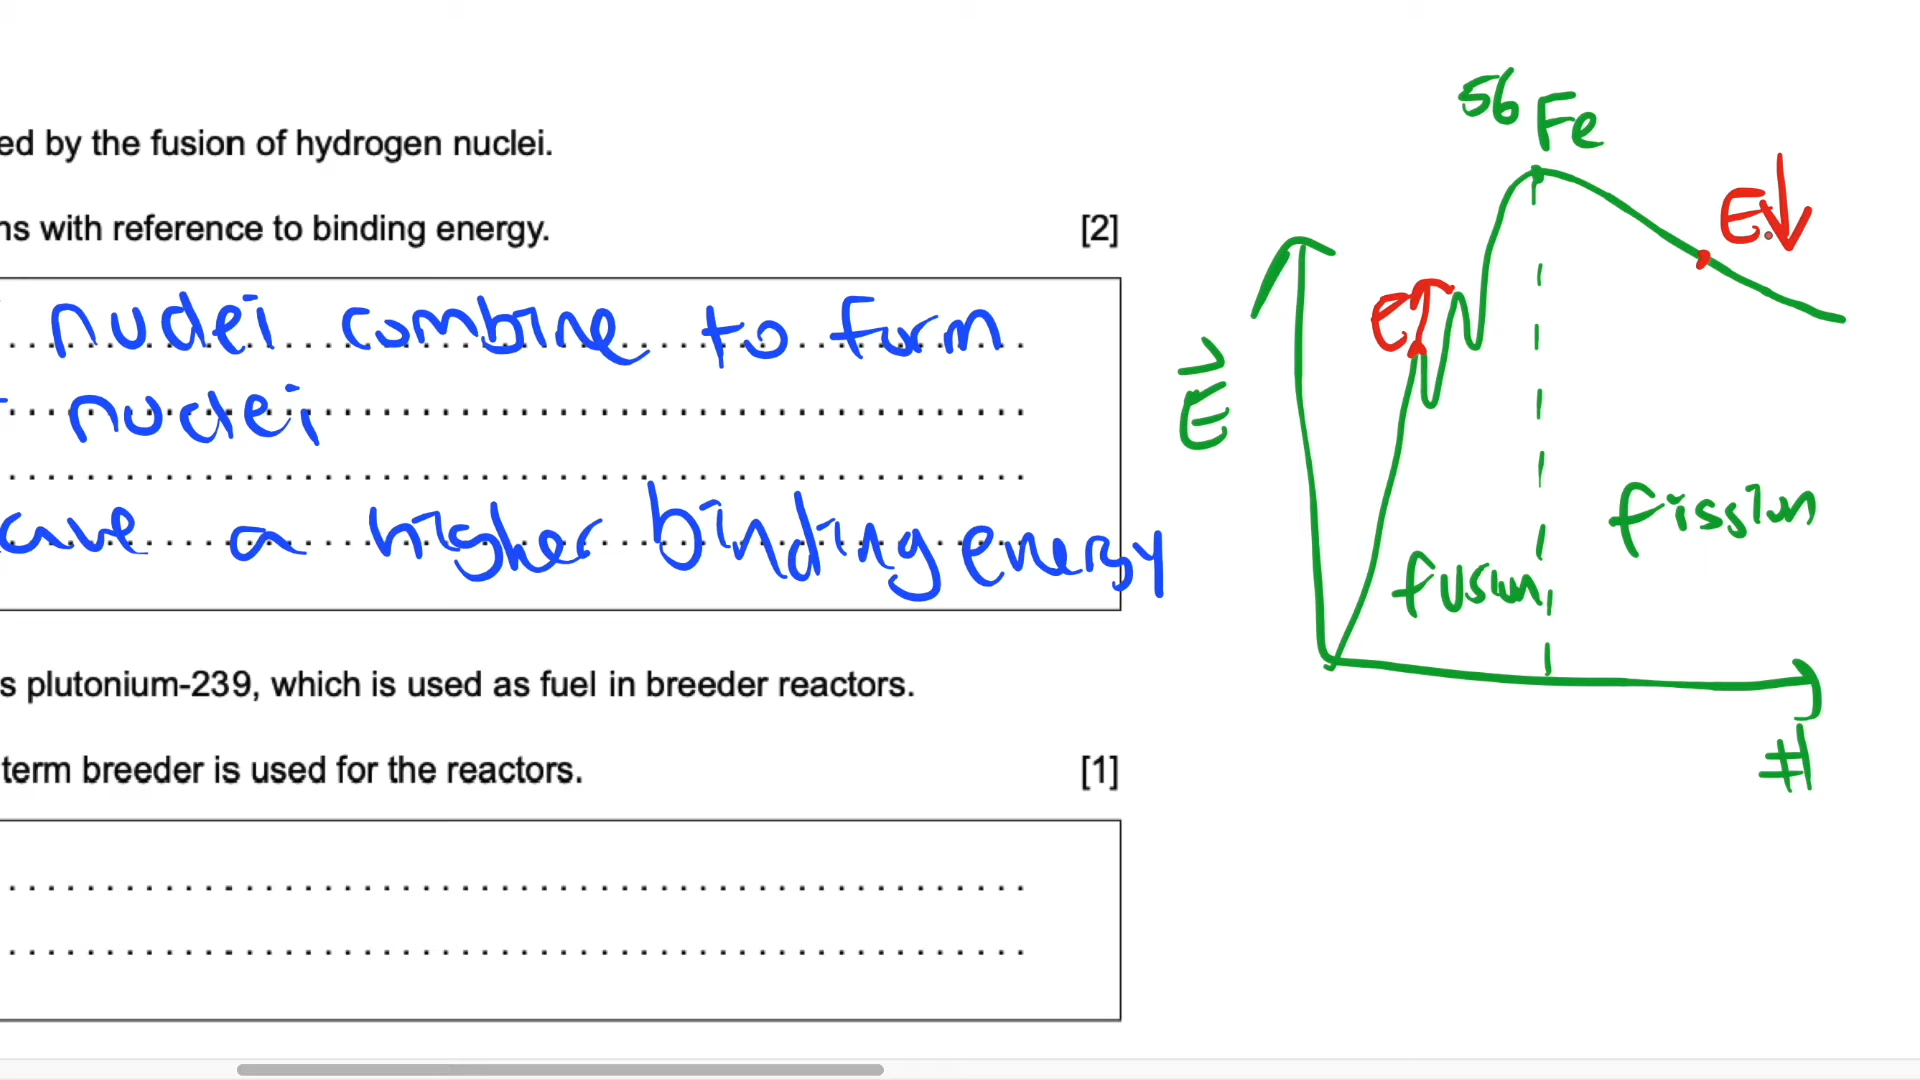 ed by the fusion of hydrogen nuclei.
ns with reference to binding energy. [2]
nuclei combine to form
nuclei
ave a higher binding energy
s plutonium-239, which is used as fuel in breeder reactors.
term breeder is used for the reactors. [1]
56 Fe
E↓
E↑
E
fission
fusion
#